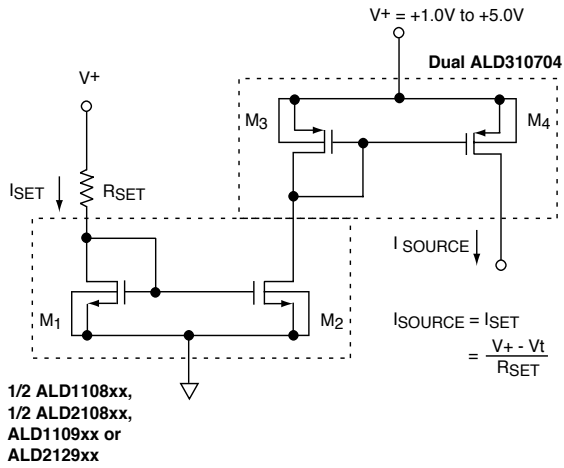 V+ = +1.0V to +5.0V
Dual ALD310704
V+
M3
M4
ISET
RSET
I SOURCE
M1
M2
ISOURCE = ISET
= V+ - Vt
RSET
1/2 ALD1108xx,
1/2 ALD2108xx,
ALD1109xx or
ALD2129xx